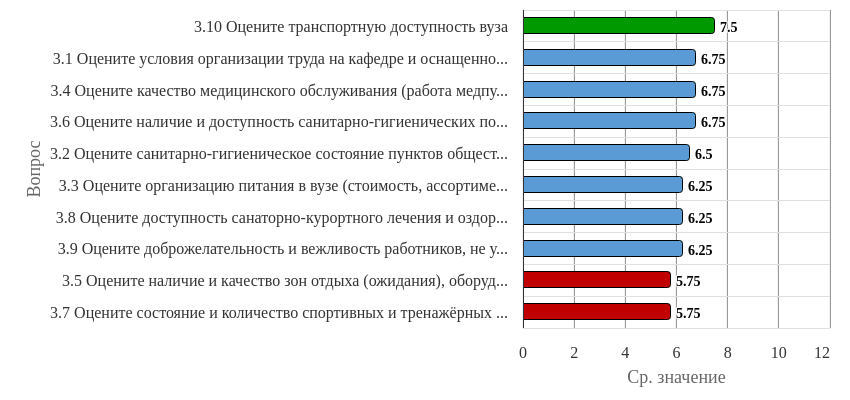 3.10 Оцените транспортную доступность вуза 7.5
3.1 Оцените условия организации труда на кафедре и оснащенно... 6.75
3.4 Оцените качество медицинского обслуживания (работа медпу... 6.75
3.6 Оцените наличие и доступность санитарно-гигиенических по... 6.75
3.2 Оцените санитарно-гигиеническое состояние пунктов общест... 6.5
3.3 Оцените организацию питания в вузе (стоимость, ассортиме... 6.25
3.8 Оцените доступность санаторно-курортного лечения и оздор... 6.25
3.9 Оцените доброжелательность и вежливость работников, не у... 6.25
3.5 Оцените наличие и качество зон отдыха (ожидания), оборуд... 5.75
3.7 Оцените состояние и количество спортивных и тренажёрных ... 5.75
Вопрос
0 2 4 6 8 10 12
Ср. значение